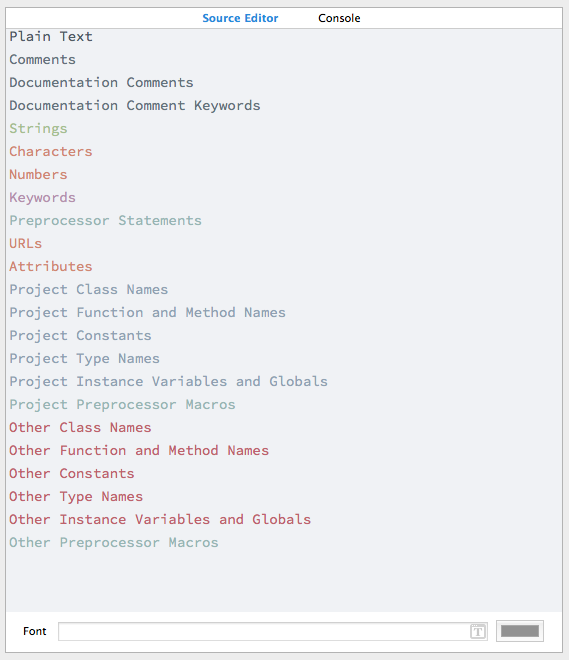 Source Editor Console
Plain Text
Comments
Documentation Comments
Documentation Comment Keywords
Strings
Characters
Numbers
Keywords
Preprocessor Statements
URLs
Attributes
Project Class Names
Project Function and Method Names
Project Constants
Project Type Names
Project Instance Variables and Globals
Project Preprocessor Macros
Other Class Names
Other Function and Method Names
Other Constants
Other Type Names
Other Instance Variables and Globals
Other Preprocessor Macros
Font T